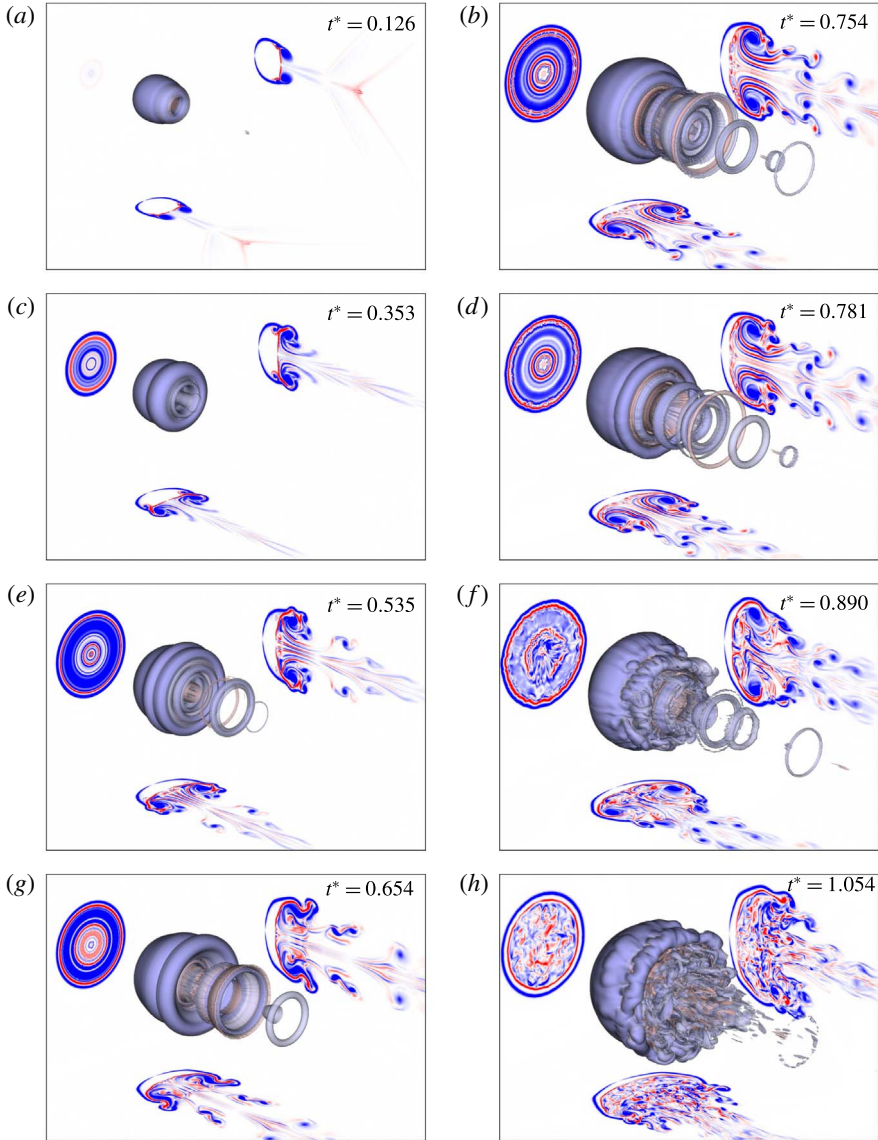 (a) t* = 0.126
(b) t* = 0.754
(c) t* = 0.353
(d) t* = 0.781
(e) t* = 0.535
(f) t* = 0.890
(g) t* = 0.654
(h) t* = 1.054